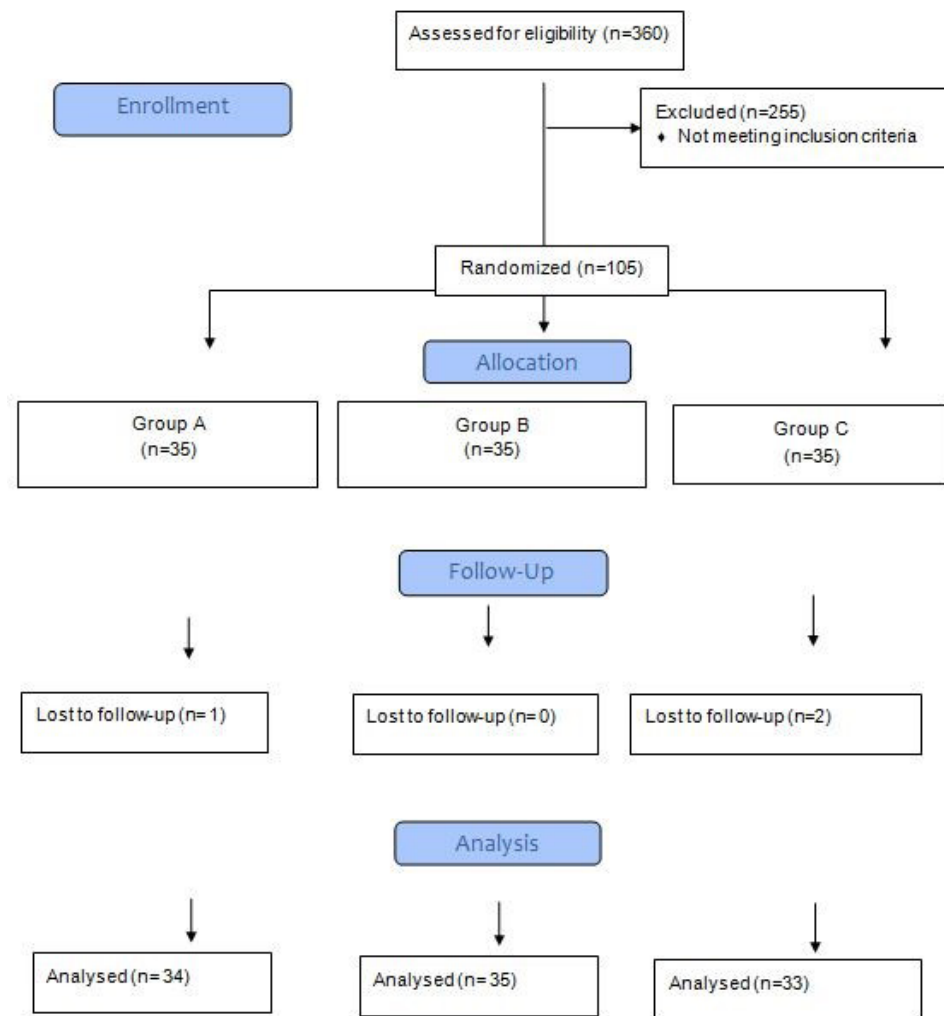 Assessed for eligibility (n=360)
Enrollment
Excluded (n=255)
♦ Not meeting inclusion criteria
Randomized (n=105)
Allocation
Group A
(n=35)
Group B
(n=35)
Group C
(n=35)
Follow-Up
Lost to follow-up (n= 1)
Lost to follow-up (n= 0)
Lost to follow-up (n=2)
Analysis
Analysed (n= 34)
Analysed (n= 35)
Analysed (n=33)